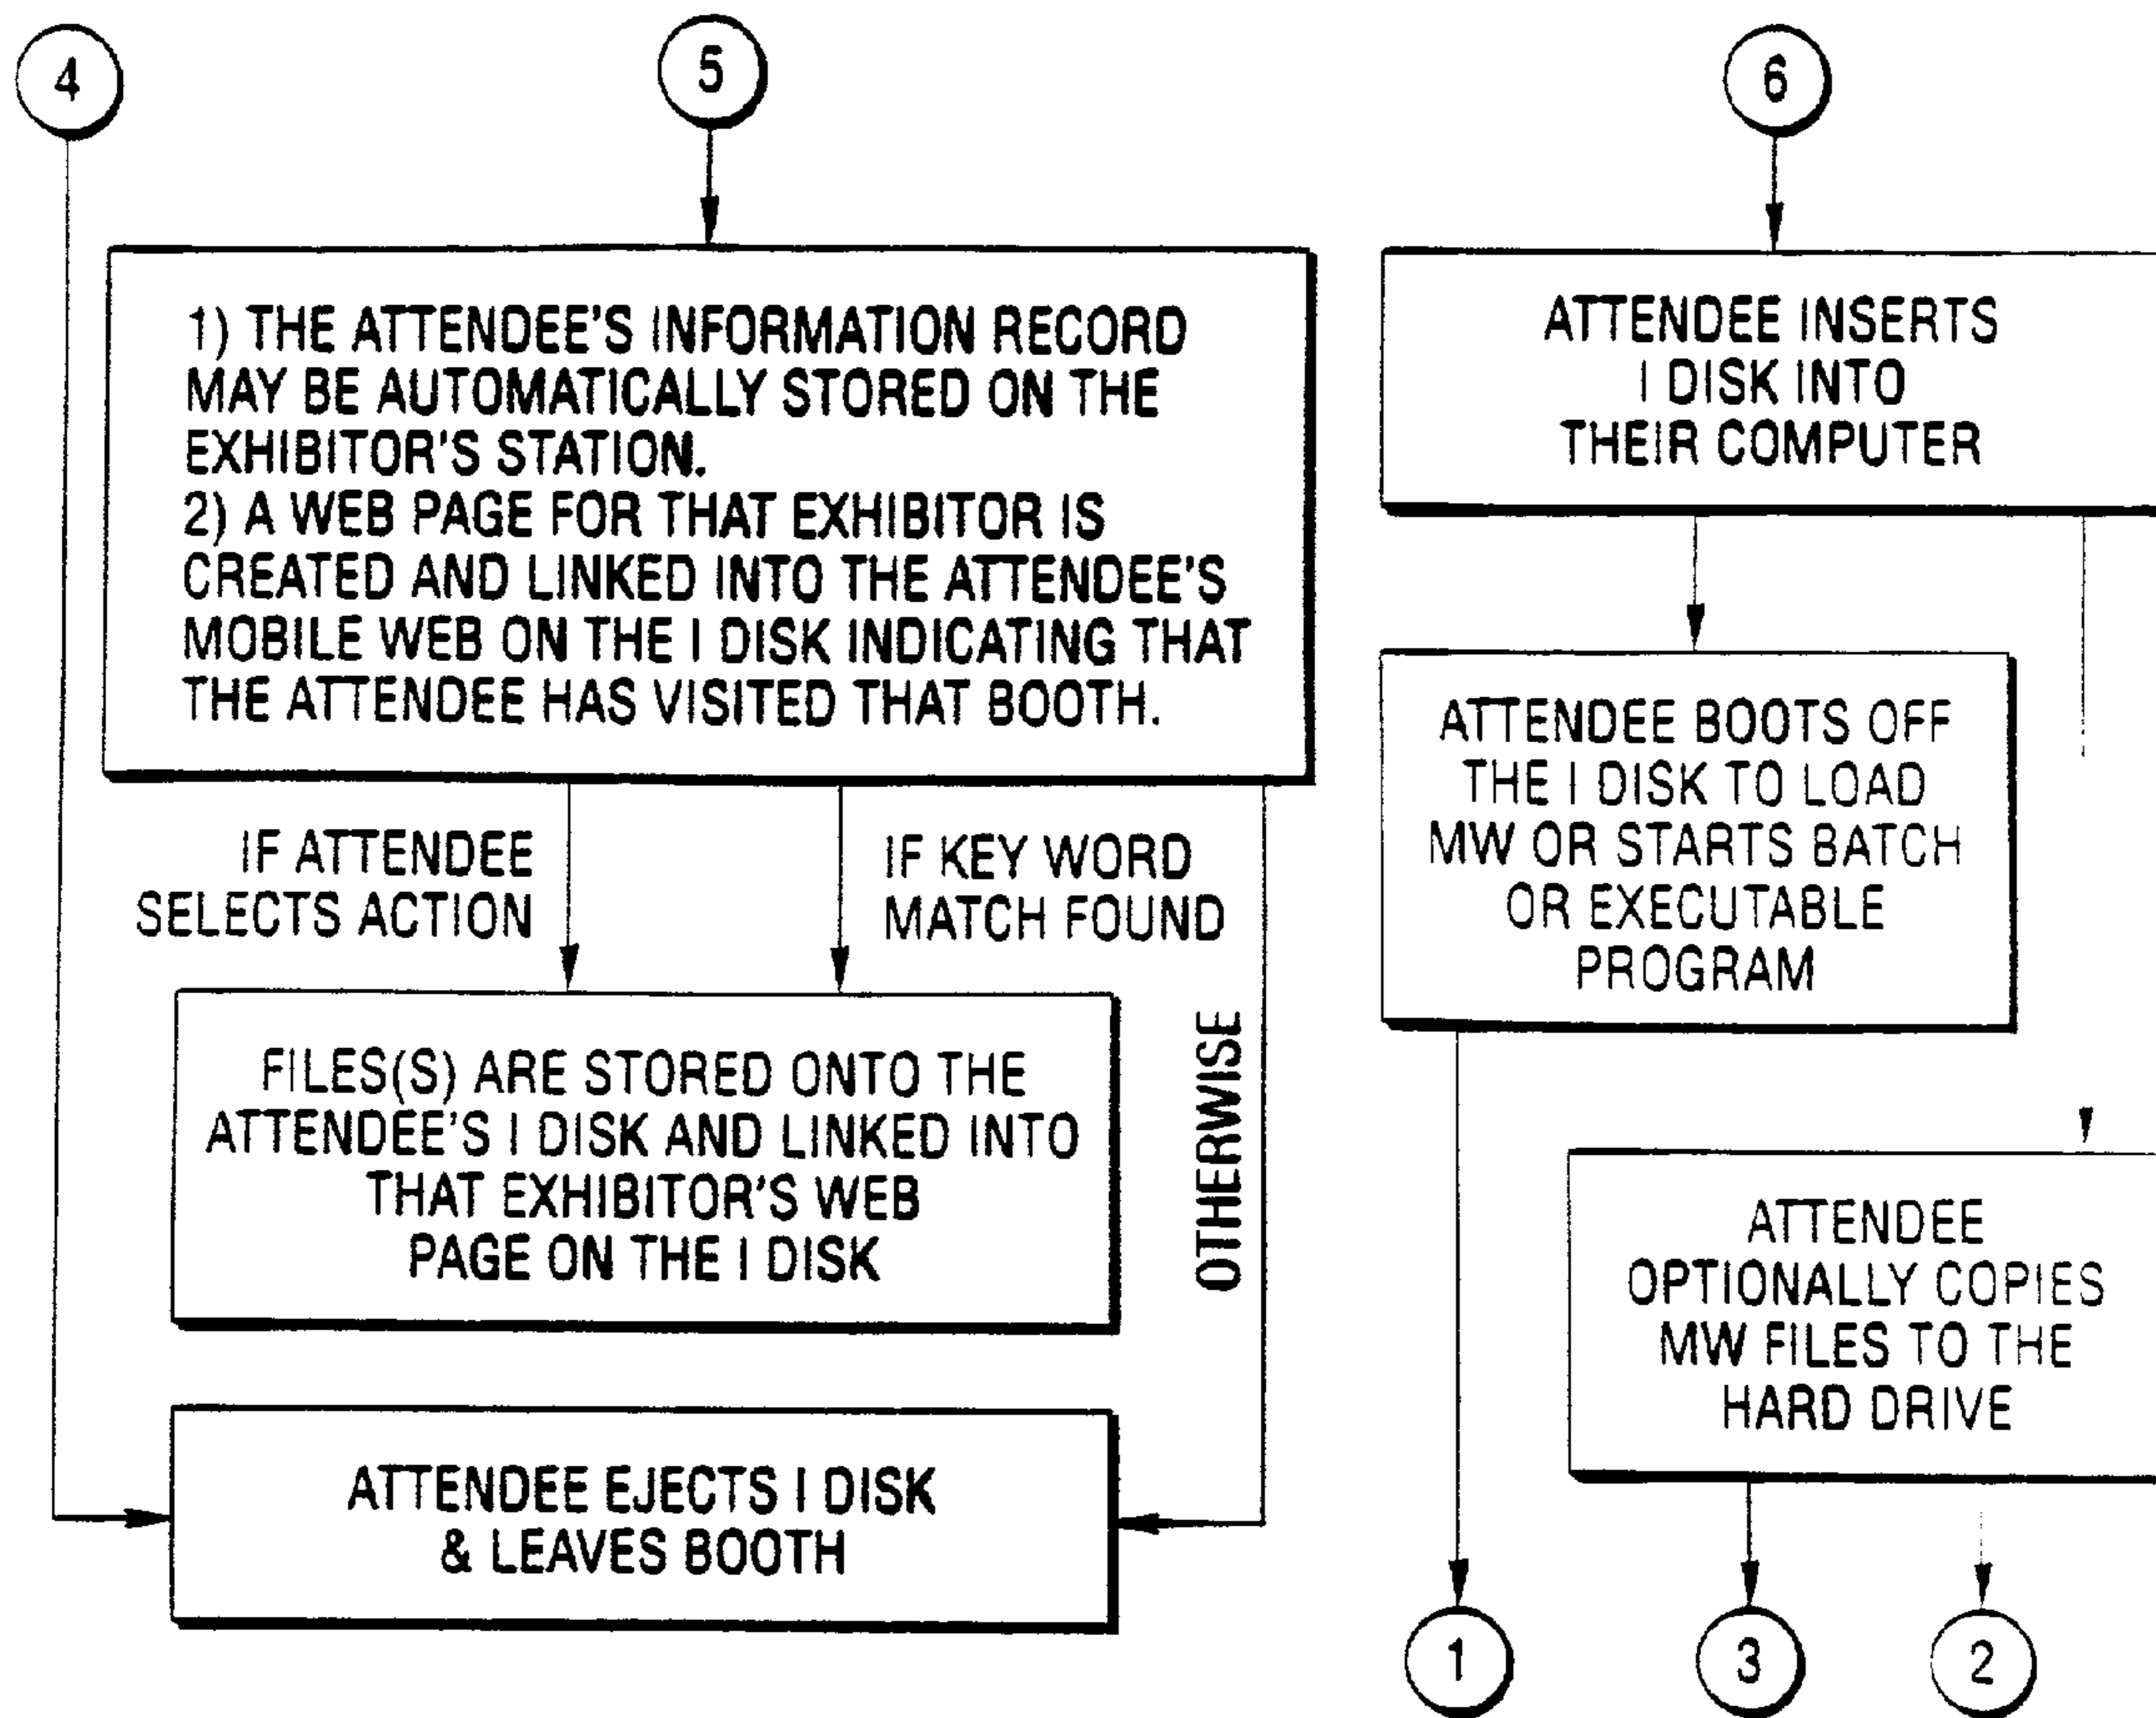 4
5
6
1) THE ATTENDEE'S INFORMATION RECORD
MAY BE AUTOMATICALLY STORED ON THE
EXHIBITOR'S STATION.
2) A WEB PAGE FOR THAT EXHIBITOR IS
CREATED AND LINKED INTO THE ATTENDEE'S
MOBILE WEB ON THE I DISK INDICATING THAT
THE ATTENDEE HAS VISITED THAT BOOTH.
IF ATTENDEE
SELECTS ACTION
IF KEY WORD
MATCH FOUND
OTHERWISE
FILES(S) ARE STORED ONTO THE
ATTENDEE'S I DISK AND LINKED INTO
THAT EXHIBITOR'S WEB
PAGE ON THE I DISK
ATTENDEE EJECTS I DISK
& LEAVES BOOTH
ATTENDEE INSERTS
I DISK INTO
THEIR COMPUTER
ATTENDEE BOOTS OFF
THE I DISK TO LOAD
MW OR STARTS BATCH
OR EXECUTABLE
PROGRAM
ATTENDEE
OPTIONALLY COPIES
MW FILES TO THE
HARD DRIVE
1
3
2